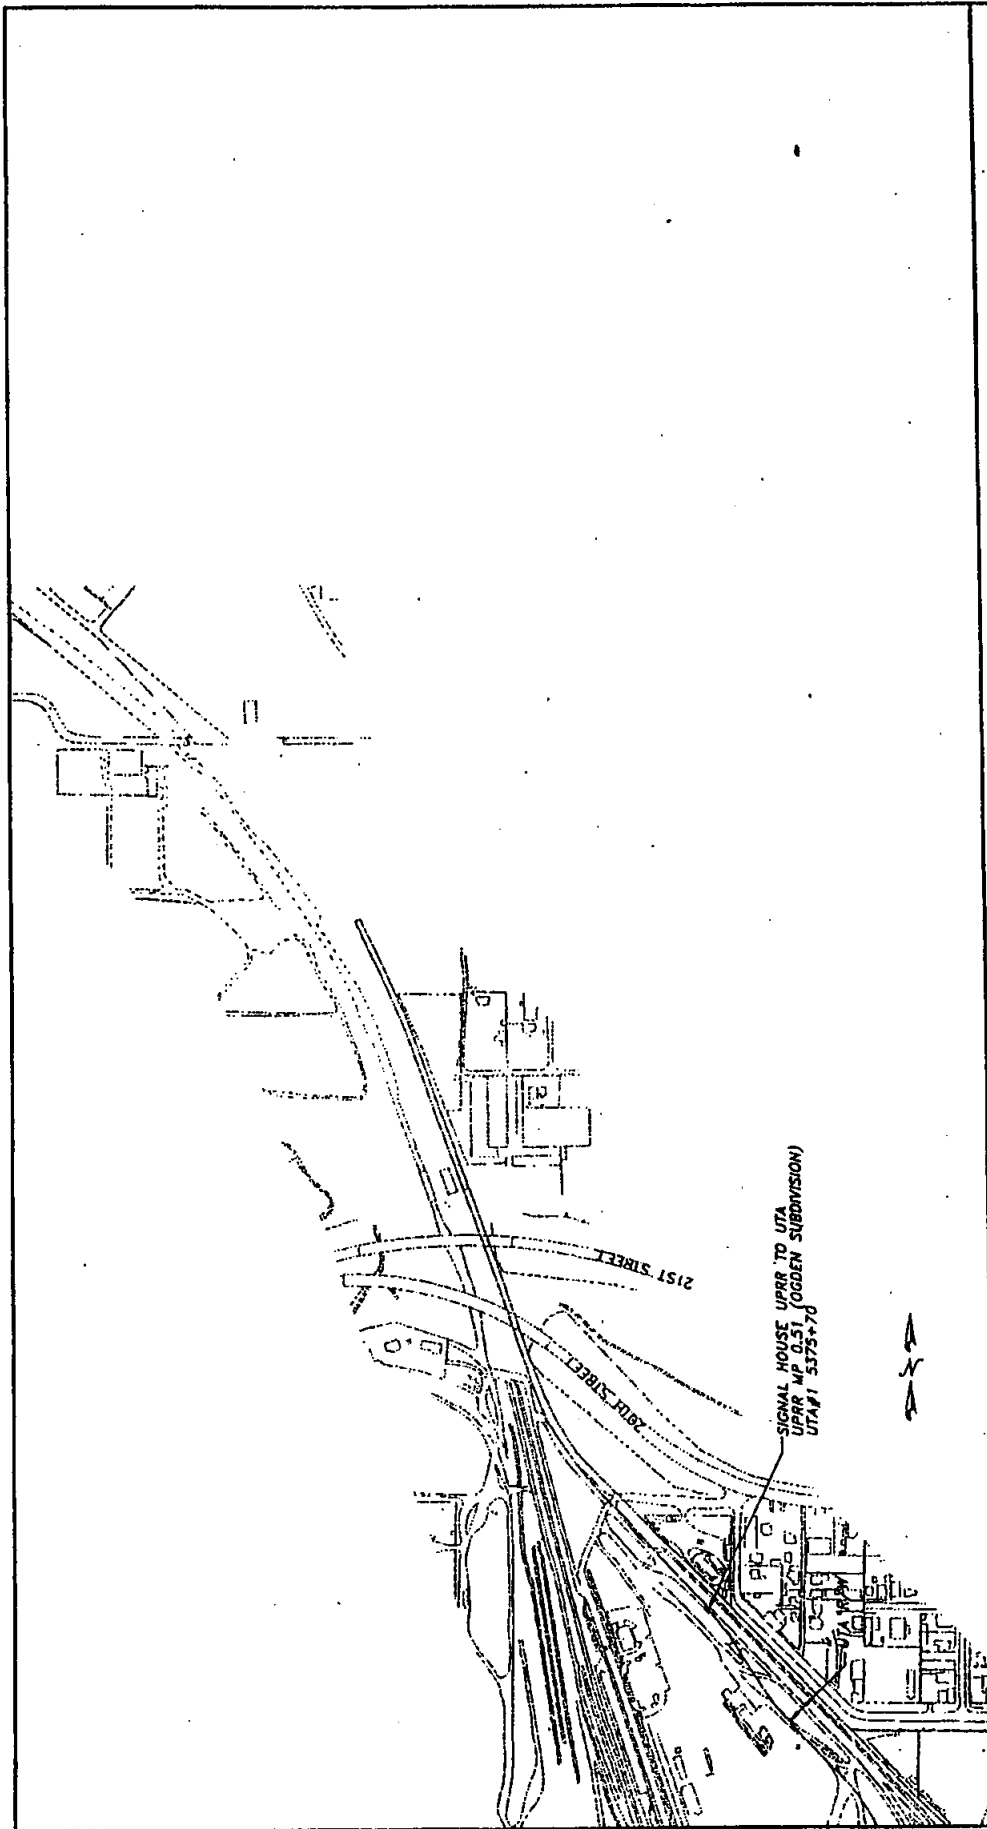 21ST STREET
20TH STREET
SIGNAL HOUSE UPRR TO UTA
UPRR MP 0.51 (OGDEN SUBDIVISION)
UTA#1 5375+70
UTA R/W
N